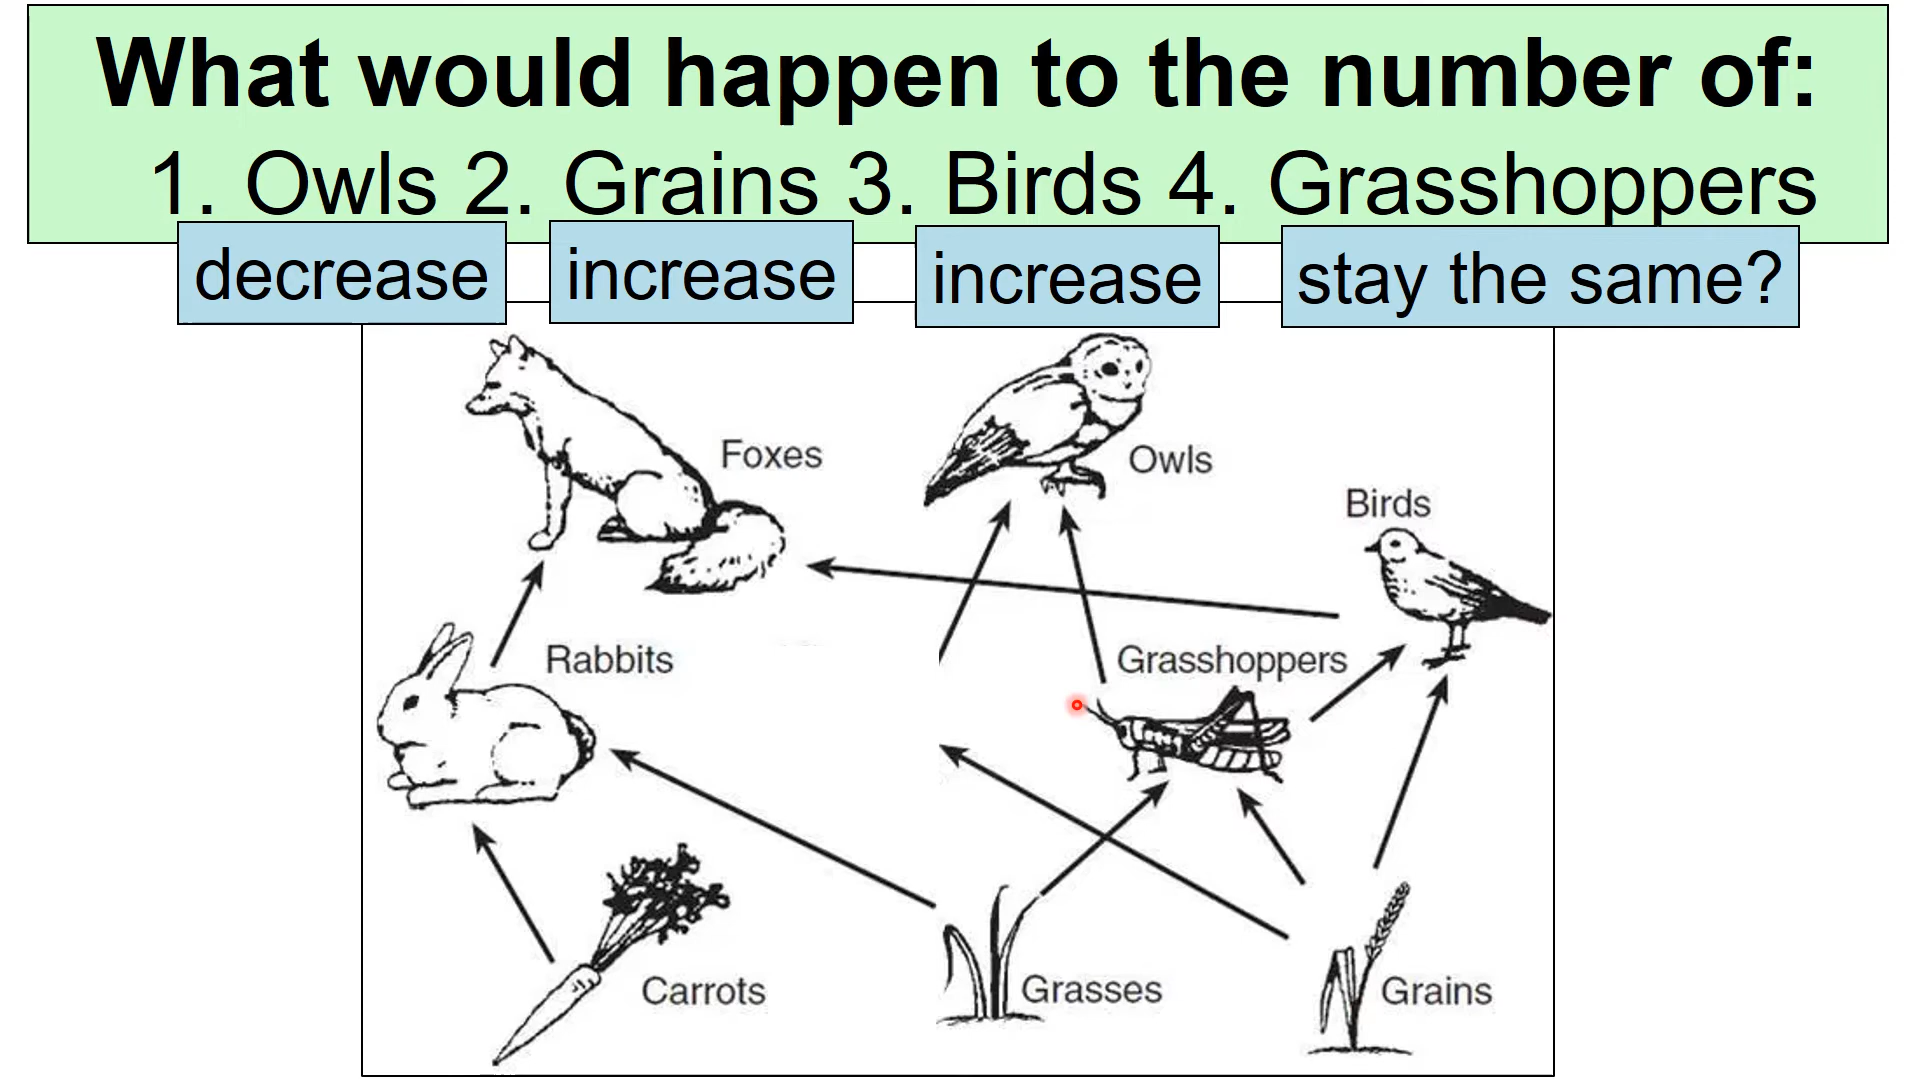 What would happen to the number of:
1. Owls 2. Grains 3. Birds 4. Grasshoppers
decrease increase increase stay the same?
Foxes
Owls
Birds
Rabbits
Grasshoppers
Carrots
Grasses
Grains